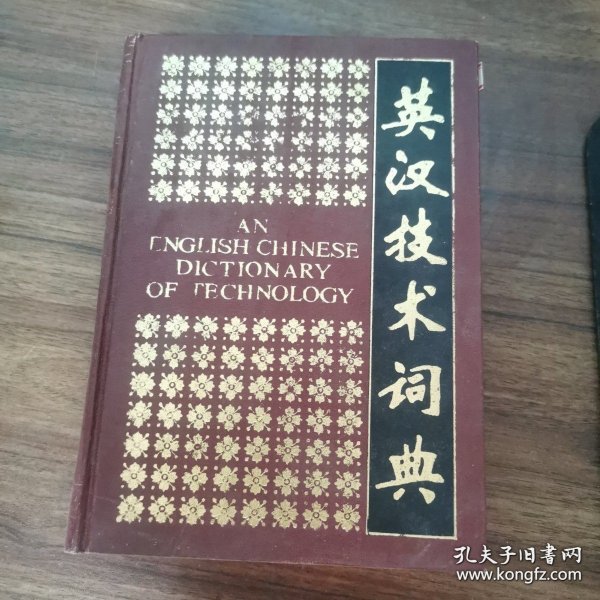 英汉技术词典
AN
ENGLISH CHINESE
DICTIONARY
OF TECHNOLOGY
孔夫子旧书网
www.kongfz.com